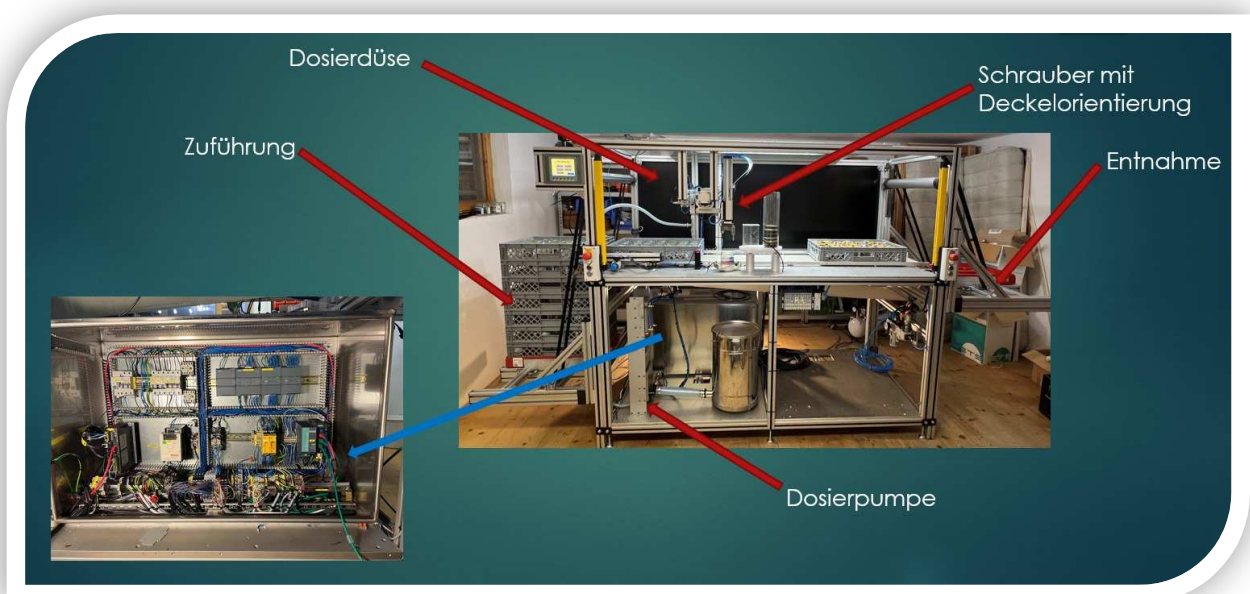 Dosierdüse
Schrauber mit
Deckelorientierung
Zuführung
Entnahme
Dosierpumpe